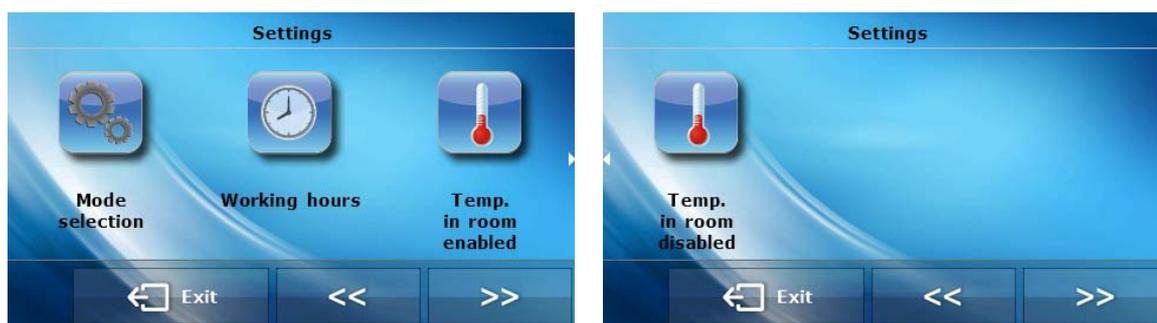 Settings
Mode
selection
Working hours
Temp.
in room
enabled
Exit
<<
>>
Settings
Temp.
in room
disabled
Exit
<<
>>